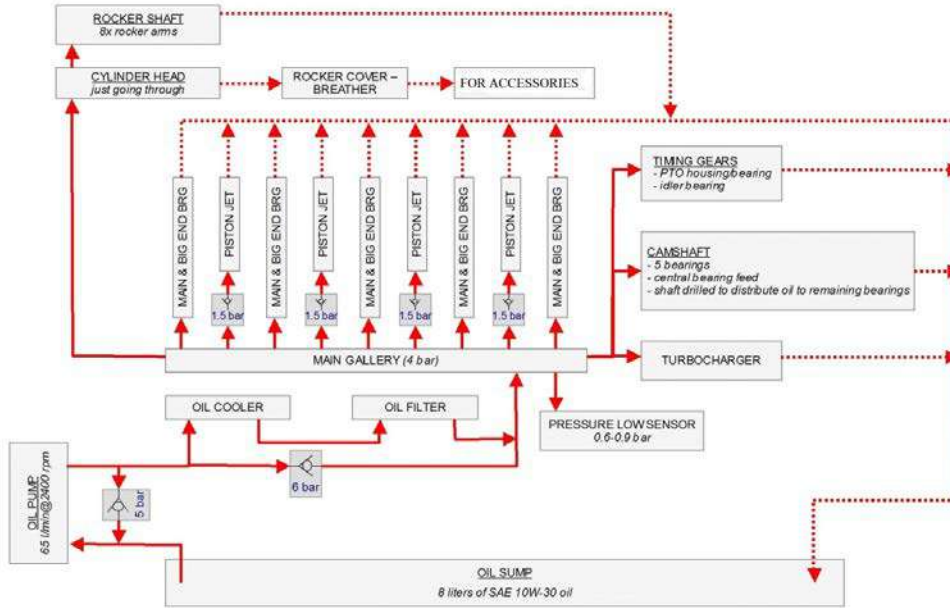 ROCKER SHAFT
8x rocker arms
CYLINDER HEAD
just going through
ROCKER COVER –
BREATHER
FOR ACCESSORIES
TIMING GEARS
- PTO housing/bearing
- idler bearing
MAIN & BIG END BRG
PISTON JET
MAIN & BIG END BRG
PISTON JET
MAIN & BIG END BRG
PISTON JET
MAIN & BIG END BRG
PISTON JET
MAIN & BIG END BRG
CAMSHAFT
- 5 bearings
- central bearing feed
- shaft drilled to distribute oil to remaining bearings
1.5 bar
1.5 bar
1.5 bar
1.5 bar
MAIN GALLERY (4 bar)
TURBOCHARGER
OIL COOLER
OIL FILTER
PRESSURE LOW SENSOR
0.6-0.9 bar
OIL PUMP
65 l/min@2400 rpm
6 bar
5 bar
OIL SUMP
8 liters of SAE 10W-30 oil